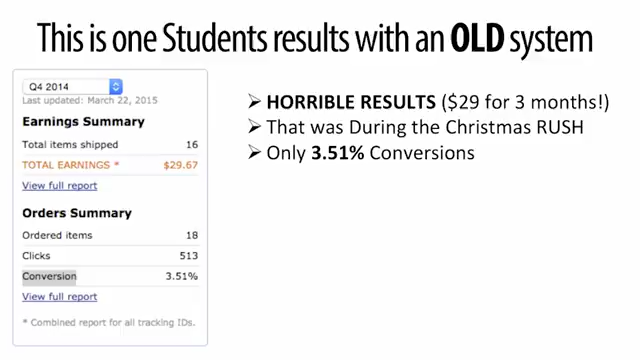 This is one Students results with an OLD system
Q4 2014
Last updated: March 22, 2015
Earnings Summary
Total items shipped 16
TOTAL EARNINGS * $29.67
View full report
Orders Summary
Ordered items 18
Clicks 513
Conversion 3.51%
View full report
* Combined report for all tracking IDs.
➢ HORRIBLE RESULTS ($29 for 3 months!)
➢ That was During the Christmas RUSH
➢ Only 3.51% Conversions